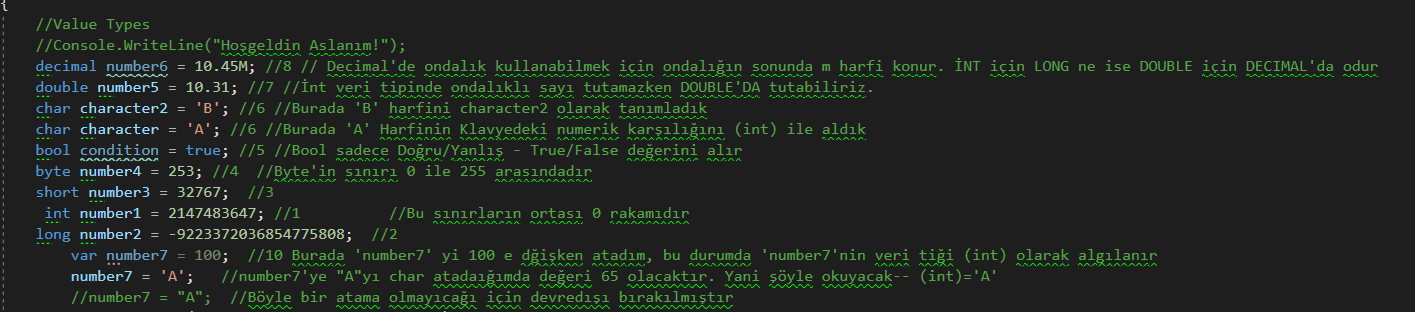 {
//Value Types
//Console.WriteLine("Hoşgeldin Aslanım!");
decimal number6 = 10.45M; //8 // Decimal'de ondalık kullanabilmek için ondalığın sonunda m harfi konur. İNT için LONG ne ise DOUBLE için DECIMAL'da odur
double number5 = 10.31; //7 //İnt veri tipinde ondalıklı sayı tutamazken DOUBLE'DA tutabiliriz.
char character2 = 'B'; //6 //Burada 'B' harfini character2 olarak tanımladık
char character = 'A'; //6 //Burada 'A' Harfinin Klavyedeki numerik karşılığını (int) ile aldık
bool condition = true; //5 //Bool sadece Doğru/Yanlış - True/False değerini alır
byte number4 = 253; //4  //Byte'in sınırı 0 ile 255 arasındadır
short number3 = 32767;  //3
int number1 = 2147483647; //1          //Bu sınırların ortası 0 rakamıdır
long number2 = -9223372036854775808;  //2
var number7 = 100;  //10 Burada 'number7' yi 100 e dğişken atadım, bu durumda 'number7'nin veri tiği (int) olarak algılanır
number7 = 'A';   //number7'ye "A"yı char atadaığımda değeri 65 olacaktır. Yani şöyle okuyacak-- (int)='A'
//number7 = "A";  //Böyle bir atama olmayıcağı için devredışı bırakılmıştır